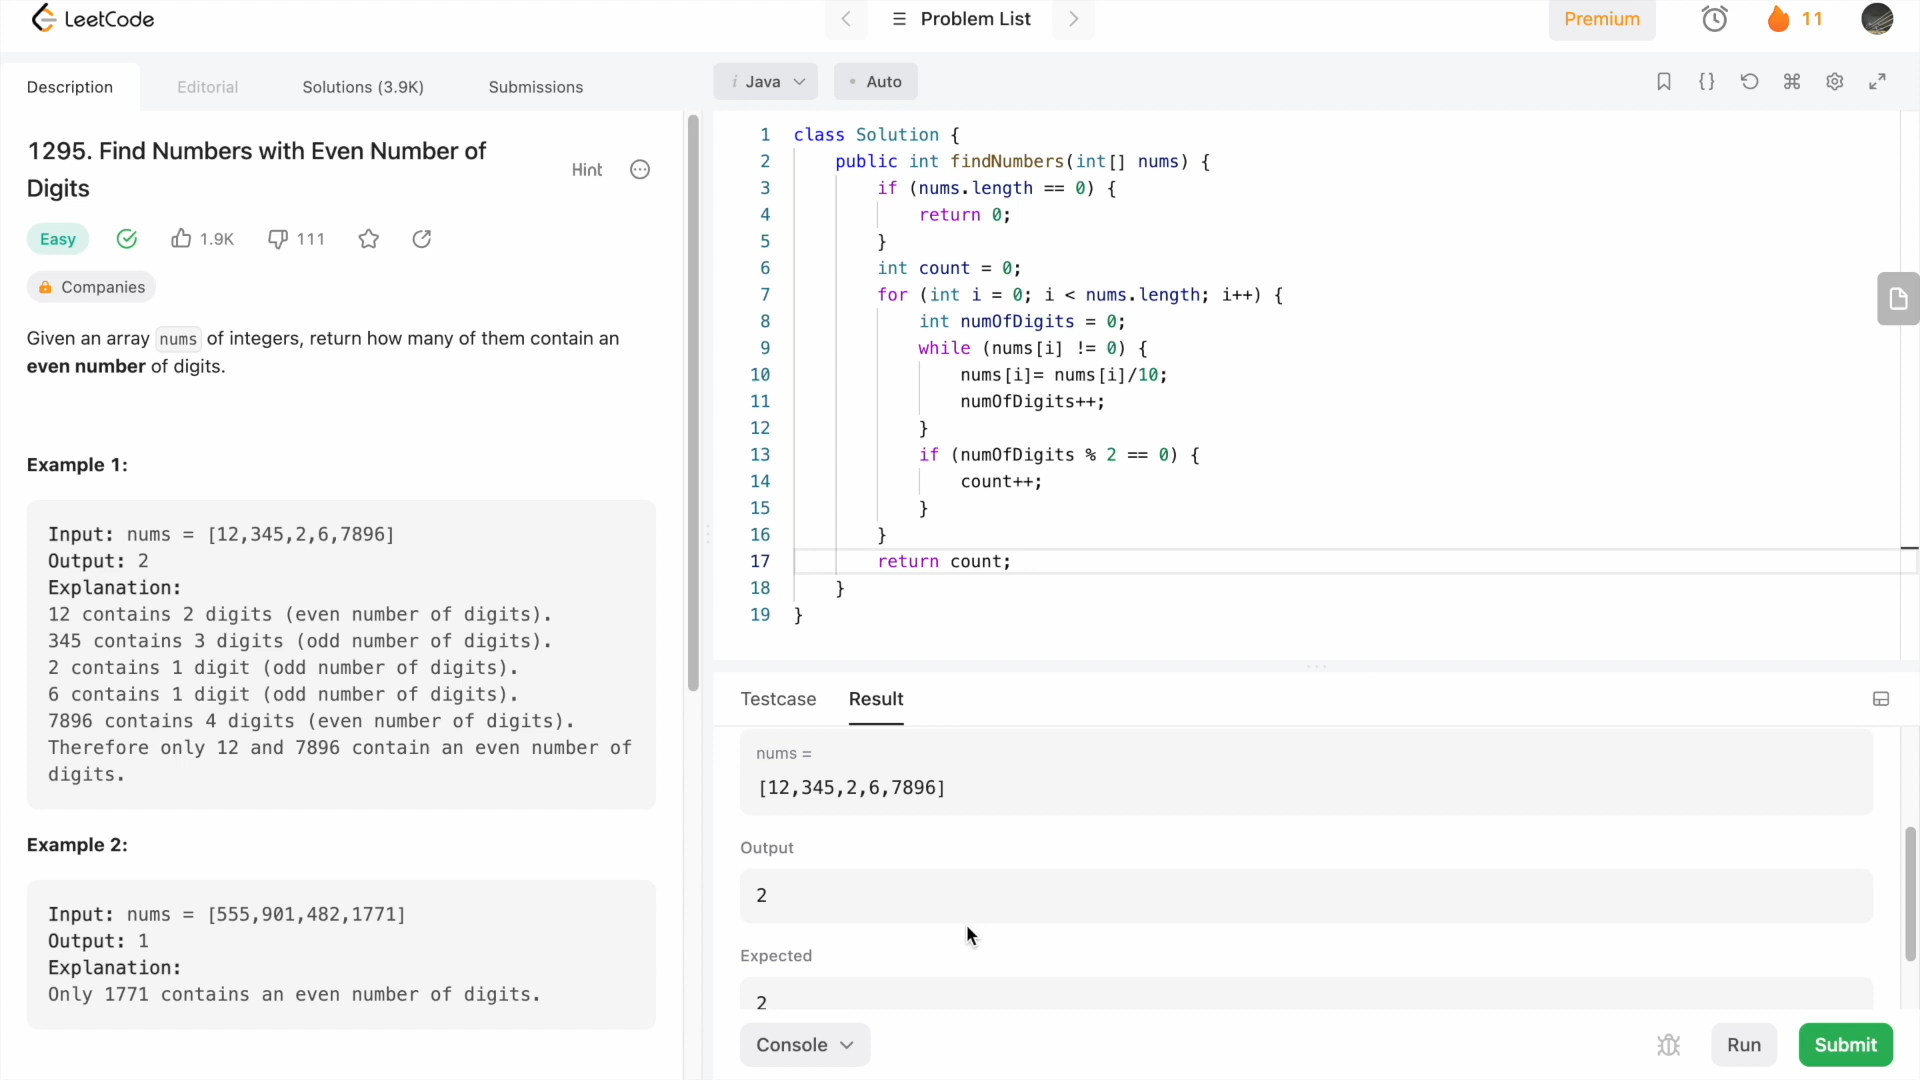 LeetCode
Problem List
Premium
11
Description
Editorial
Solutions (3.9K)
Submissions
1295. Find Numbers with Even Number of
Digits
Hint
Easy
1.9K
111
Companies
Given an array nums of integers, return how many of them contain an
even number of digits.
Example 1:
Input: nums = [12,345,2,6,7896]
Output: 2
Explanation:
12 contains 2 digits (even number of digits).
345 contains 3 digits (odd number of digits).
2 contains 1 digit (odd number of digits).
6 contains 1 digit (odd number of digits).
7896 contains 4 digits (even number of digits).
Therefore only 12 and 7896 contain an even number of
digits.
Example 2:
Input: nums = [555,901,482,1771]
Output: 1
Explanation:
Only 1771 contains an even number of digits.
i Java
• Auto
{}
1 class Solution {
2 public int findNumbers(int[] nums) {
3 if (nums.length == 0) {
4 return 0;
5 }
6 int count = 0;
7 for (int i = 0; i < nums.length; i++) {
8 int numOfDigits = 0;
9 while (nums[i] != 0) {
10 nums[i]= nums[i]/10;
11 numOfDigits++;
12 }
13 if (numOfDigits % 2 == 0) {
14 count++;
15 }
16 }
17 return count;
18 }
19 }
Testcase
Result
nums =
[12,345,2,6,7896]
Output
2
Expected
2
Console
Run
Submit